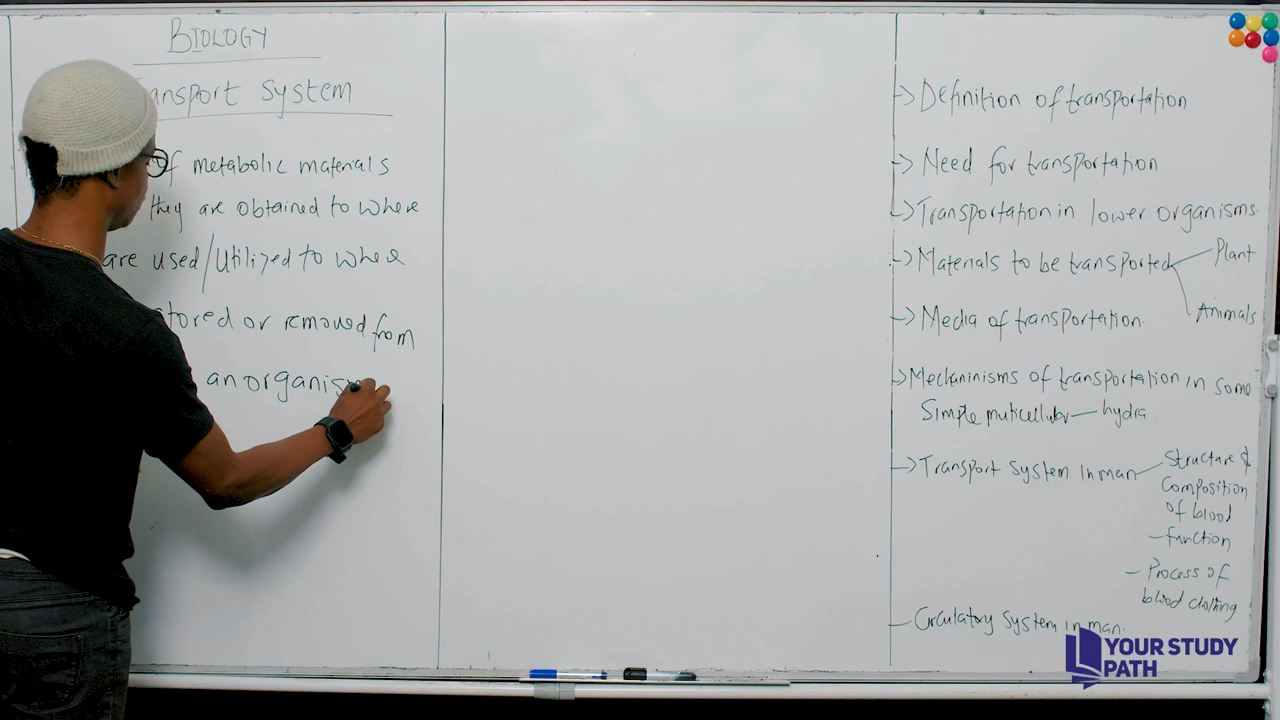 BIOLOGY
ansport System
of metabolic materials
they are obtained to where
are used/Utilized to where
stored or removed from
an organism
-> Definition of transportation
-> Need for transportation
-> Transportation in lower organisms.
-> Materials to be transported
Plant
Animals
-> Media of transportation.
-> Mechaninisms of transportation in some
Simple muticellular — hydra.
-> Transport system in man
Structure &
Composition
of blood
- function
- Process of
blood clotting
- Circulatory System in man.
YOUR STUDY
PATH